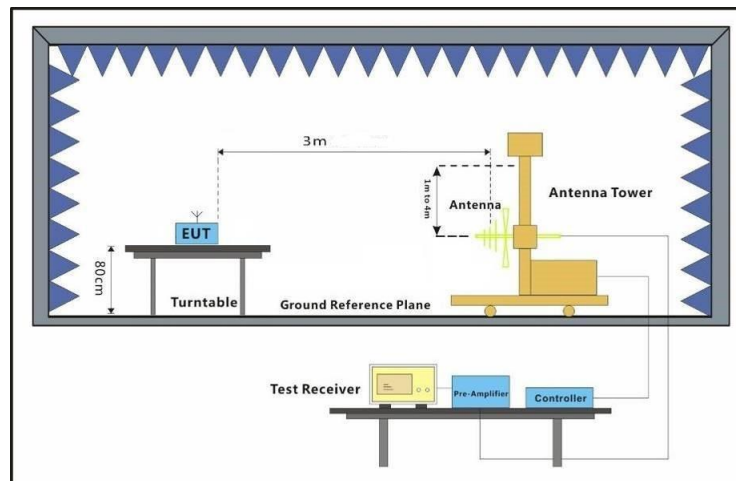 3m
1m to 4m
Antenna
Antenna Tower
EUT
80cm
Turntable
Ground Reference Plane
Test Receiver
Pre-Amplifier
Controller